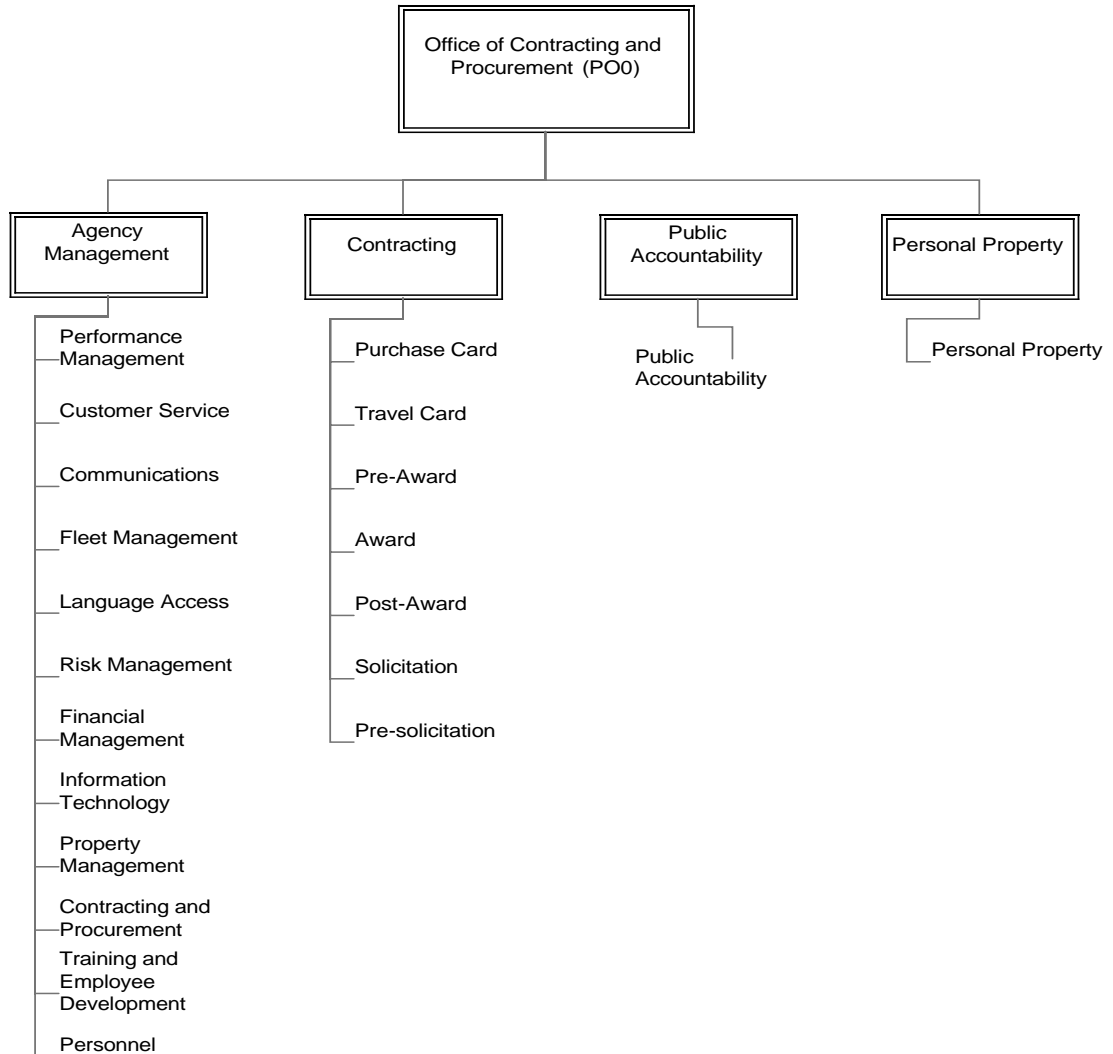 Office of Contracting and
Procurement (PO0)
Agency
Management
Contracting
Public
Accountability
Personal Property
Performance
Management
Customer Service
Communications
Fleet Management
Language Access
Risk Management
Financial
Management
Information
Technology
Property
Management
Contracting and
Procurement
Training and
Employee
Development
Personnel
Purchase Card
Travel Card
Pre-Award
Award
Post-Award
Solicitation
Pre-solicitation
Public
Accountability
Personal Property